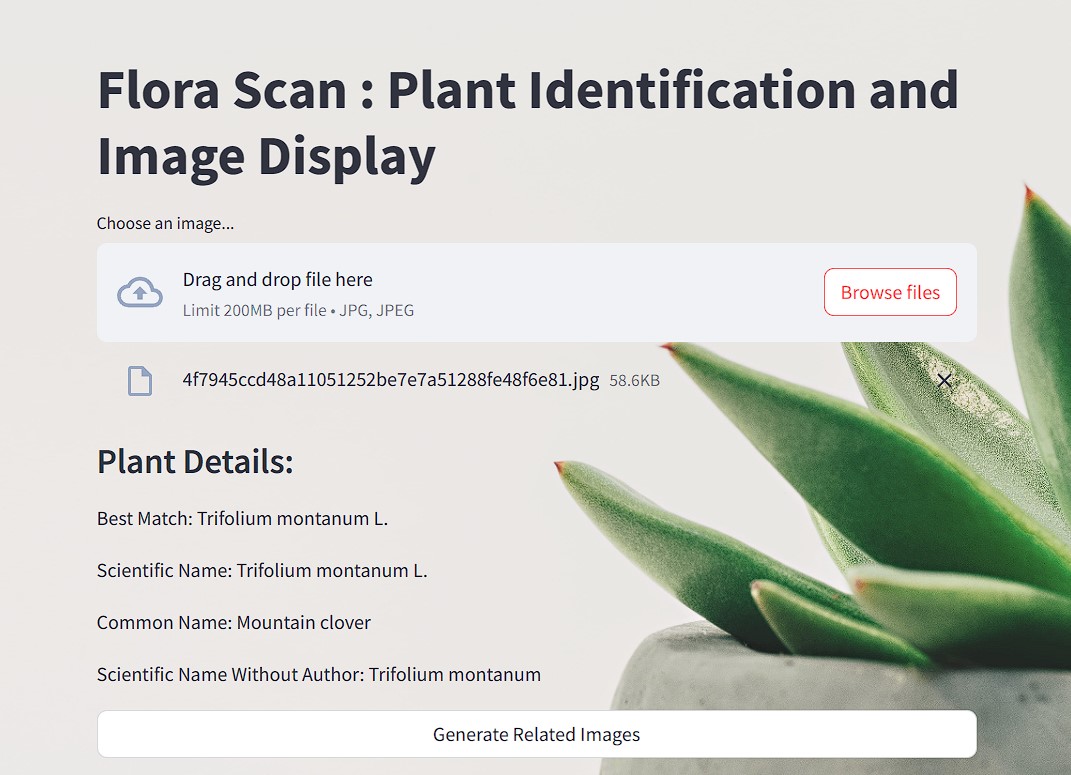 Flora Scan : Plant Identification and
Image Display
Choose an image...
Drag and drop file here
Limit 200MB per file • JPG, JPEG
Browse files
4f7945ccd48a11051252be7e7a51288fe48f6e81.jpg 58.6KB
Plant Details:
Best Match: Trifolium montanum L.
Scientific Name: Trifolium montanum L.
Common Name: Mountain clover
Scientific Name Without Author: Trifolium montanum
Generate Related Images